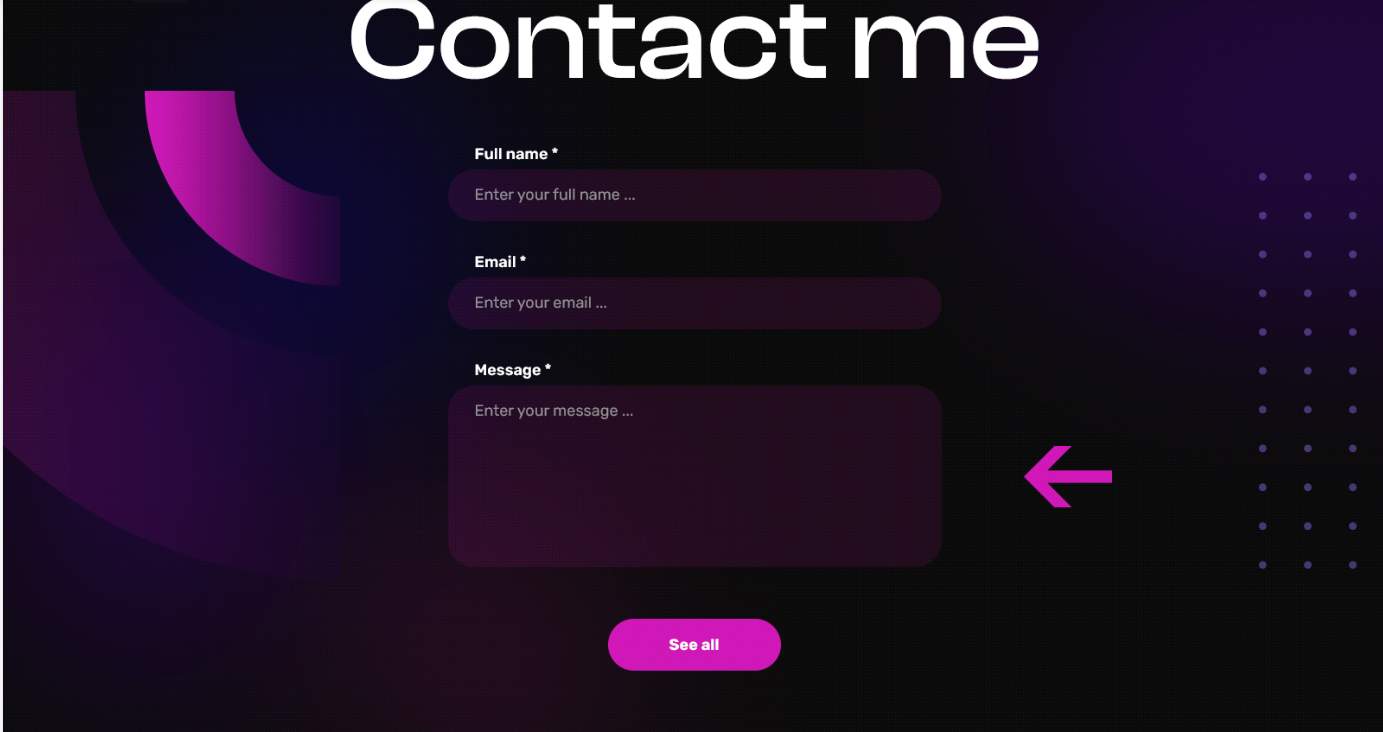 Contact me
Full name *
Enter your full name ...
Email *
Enter your email ...
Message *
Enter your message ...
See all